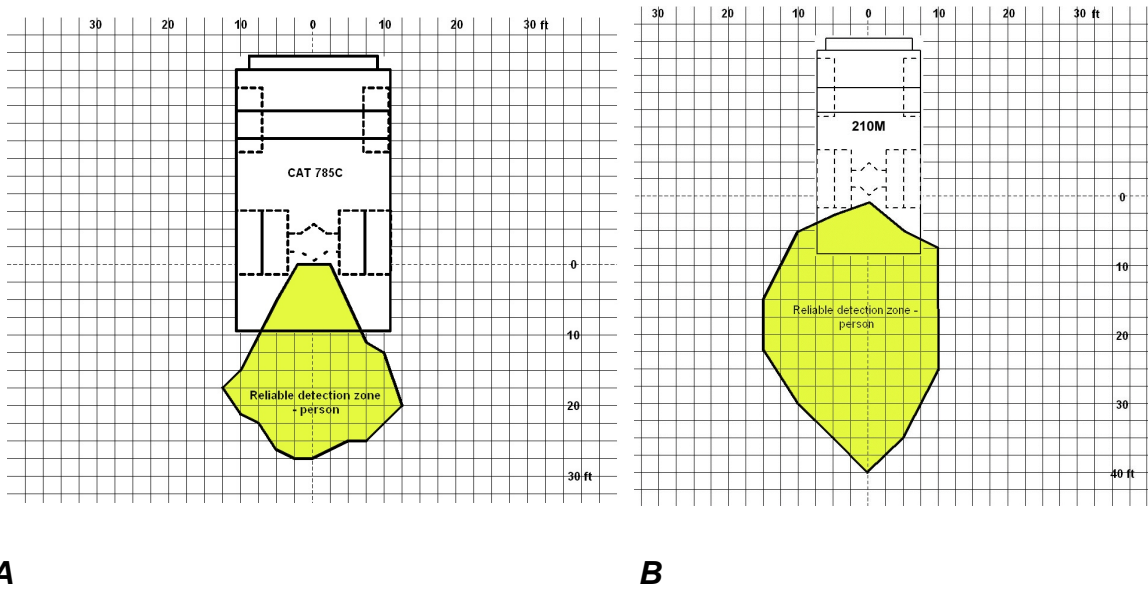 30 20 10 0 10 20 30 ft
CAT 785C
0
10
Reliable detection zone
- person
20
30 ft
A
30 20 10 0 10 20 30 ft
210M
0
10
Reliable detection zone -
person
20
30
40 ft
B